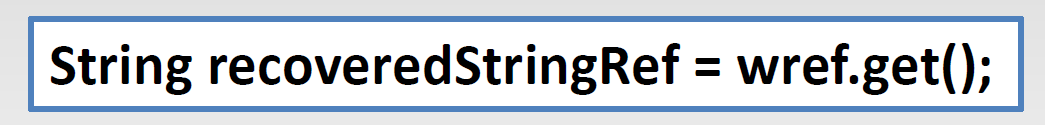 String recoveredStringRef = wref.get();